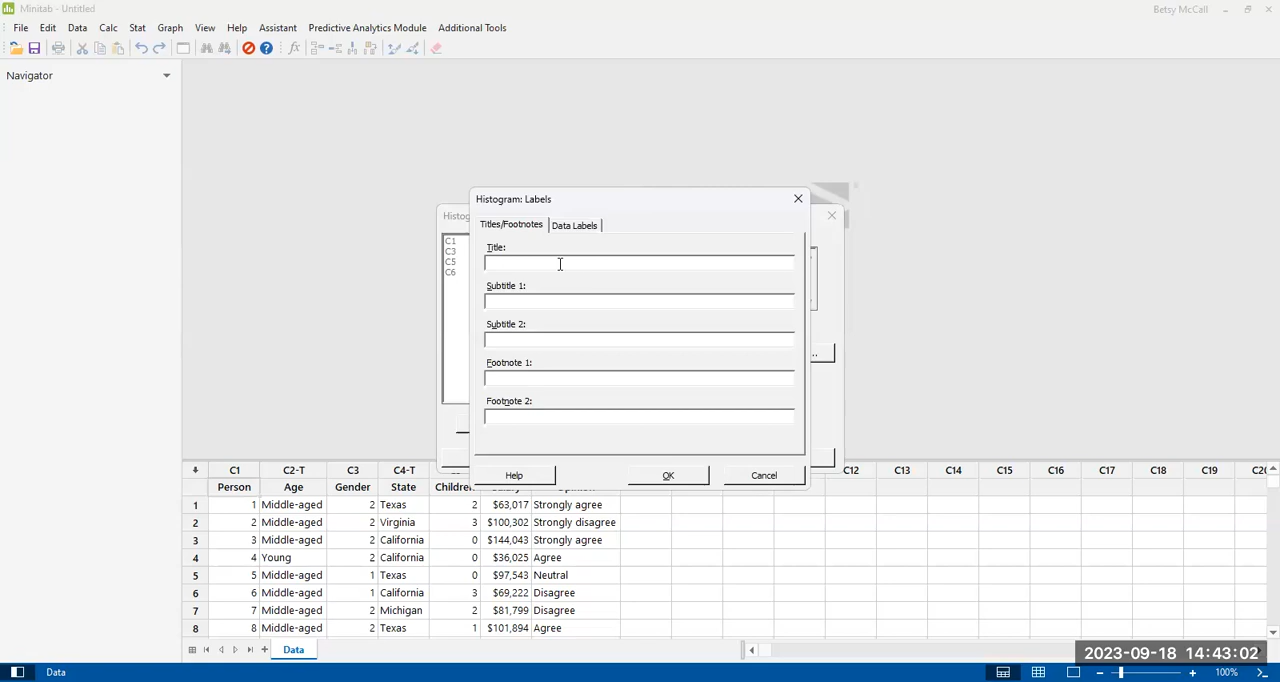 Minitab - Untitled
Betsy McCall
File Edit Data Calc Stat Graph View Help Assistant Predictive Analytics Module Additional Tools
Navigator
Histogram: Labels
Histog
Titles/Footnotes Data Labels
C1
C3
C5
C6
Title:
Subtitle 1:
Subtitle 2:
Footnote 1:
Footnote 2:
Help OK Cancel
C1 C2-T C3 C4-T C12 C13 C14 C15 C16 C17 C18 C19 C20
Person Age Gender State Children
1 1 Middle-aged 2 Texas 2 $63,017 Strongly agree
2 2 Middle-aged 2 Virginia 3 $100,302 Strongly disagree
3 3 Middle-aged 2 California 0 $144,043 Strongly agree
4 4 Young 2 California 0 $36,025 Agree
5 5 Middle-aged 1 Texas 0 $97,543 Neutral
6 6 Middle-aged 1 California 3 $69,222 Disagree
7 7 Middle-aged 2 Michigan 2 $81,799 Disagree
8 8 Middle-aged 2 Texas 1 $101,894 Agree
Data
2023-09-18 14:43:02
Data
100%